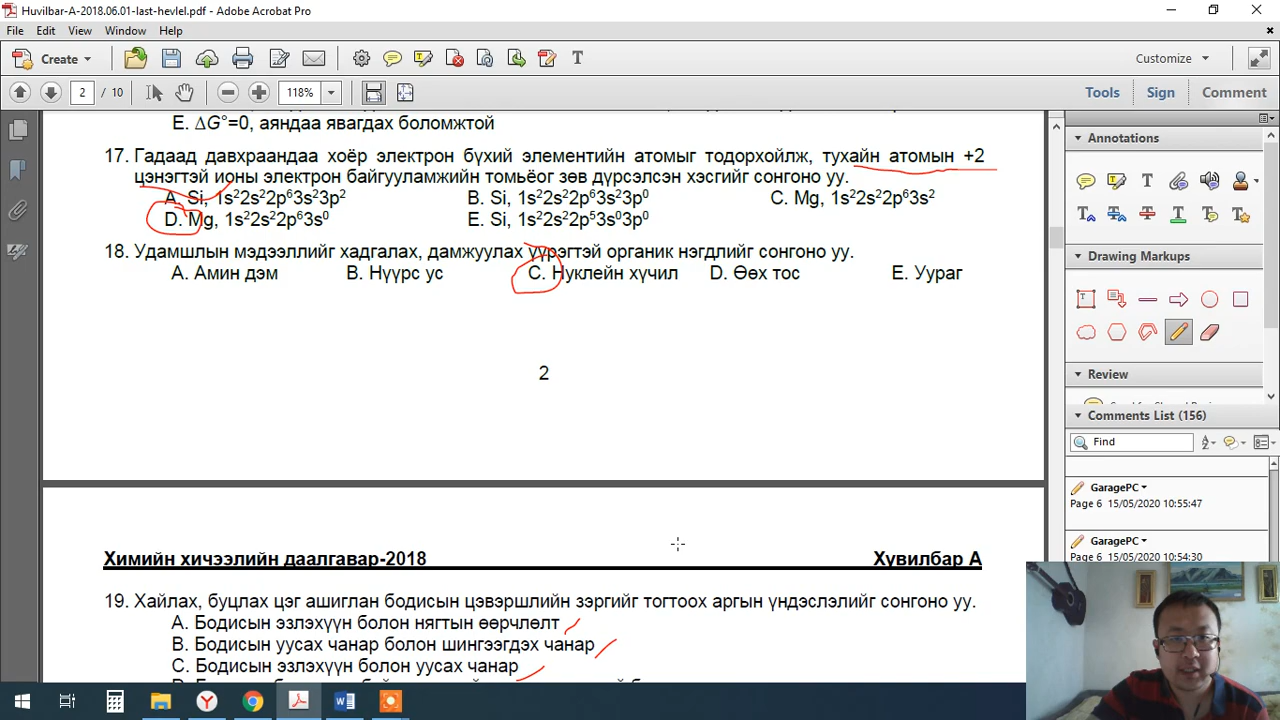 Huvilbar-A-2018.06.01-last-hevlel.pdf - Adobe Acrobat Pro
File Edit View Window Help
Create
Customize
2 / 10 118%
Tools Sign Comment
E. ΔG°=0, аяндаа явагдах боломжтой
17. Гадаад давхраандаа хоёр электрон бүхий элементийн атомыг тодорхойлж, тухайн атомын +2
цэнэгтэй ионы электрон байгууламжийн томьёог зөв дүрсэлсэн хэсгийг сонгоно уу.
A. Si, 1s²2s²2p⁶3s²3p² B. Si, 1s²2s²2p⁶3s²3p⁰ C. Mg, 1s²2s²2p⁶3s²
D. Mg, 1s²2s²2p⁶3s⁰ E. Si, 1s²2s²2p⁵3s⁰3p⁰
18. Удамшлын мэдээллийг хадгалах, дамжуулах үүрэгтэй органик нэгдлийг сонгоно уу.
A. Амин дэм B. Нүүрс ус C. Нуклейн хүчил D. Өөх тос E. Уураг
2
Химийн хичээлийн даалгавар-2018 Хувилбар А
19. Хайлах, буцлах цэг ашиглан бодисын цэвэршлийн зэргийг тогтоох аргын үндэслэлийг сонгоно уу.
A. Бодисын эзлэхүүн болон нягтын өөрчлөлт
B. Бодисын уусах чанар болон шингээгдэх чанар
C. Бодисын эзлэхүүн болон уусах чанар
Annotations
Drawing Markups
Review
Comments List (156)
Find
GaragePC
Page 6 15/05/2020 10:55:47
GaragePC
Page 6 15/05/2020 10:54:30